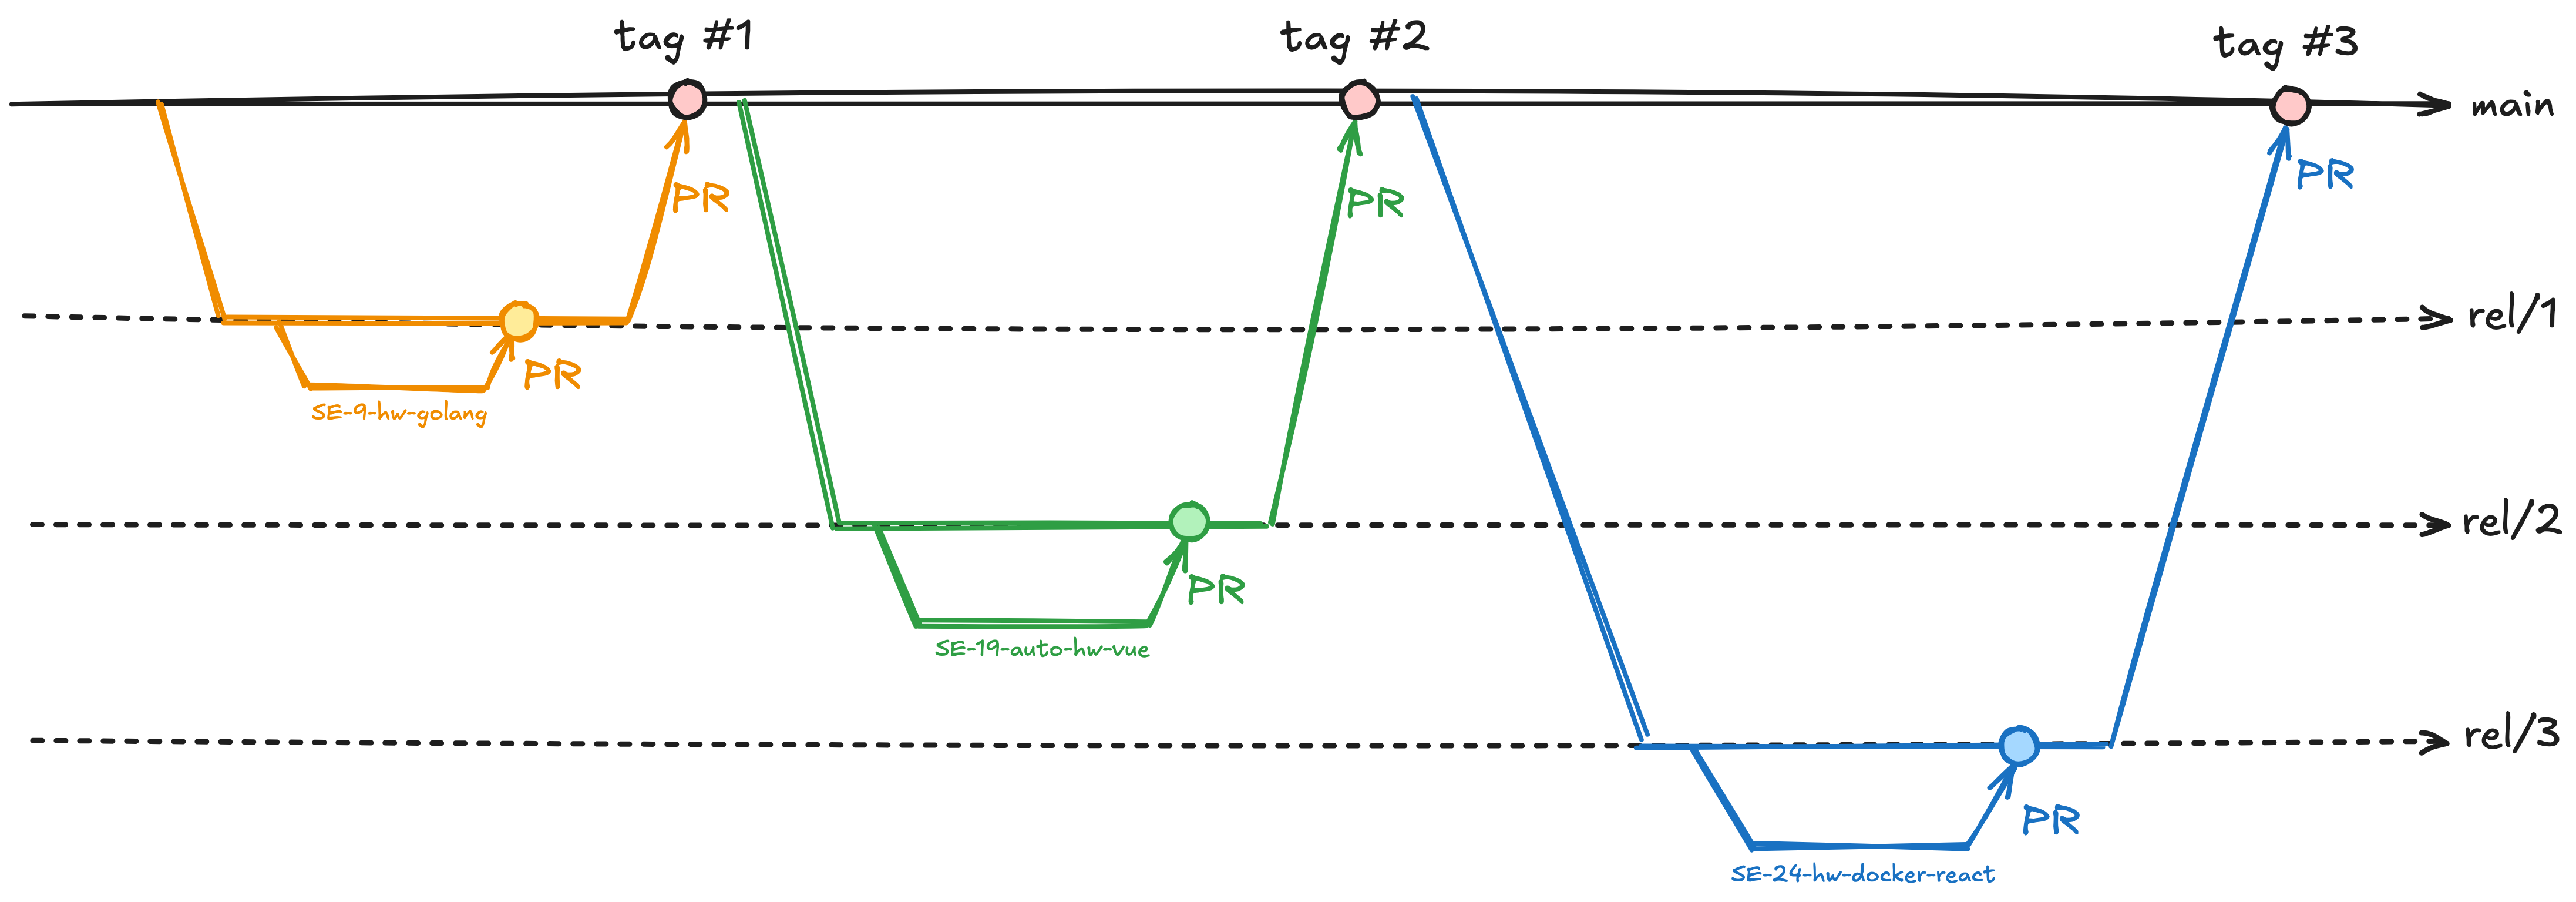 tag #1
tag #2
tag #3
main
PR
PR
PR
rel/1
PR
SE-9-hw-golang
rel/2
PR
SE-19-auto-hw-vue
rel/3
PR
SE-24-hw-docker-react